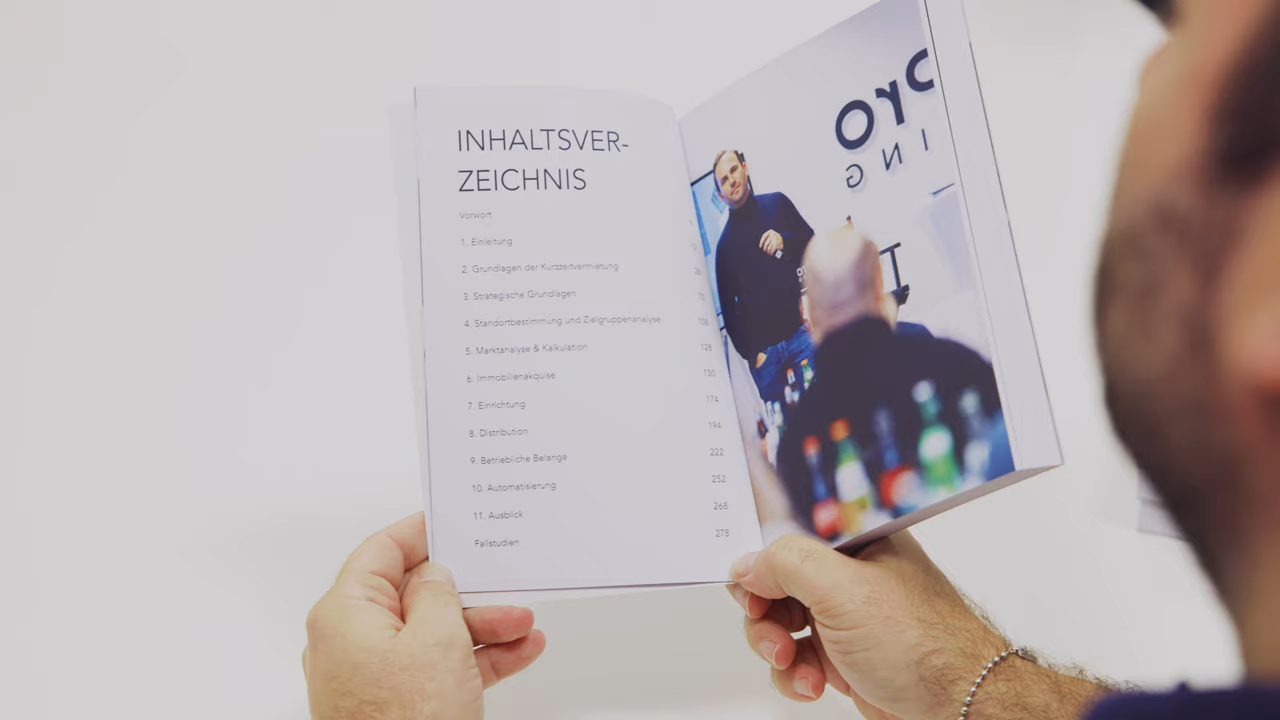 INHALTSVER-
ZEICHNIS
Vorwort
1. Einleitung 12
2. Grundlagen der Kurzzeitvermietung 26
3. Strategische Grundlagen 70
4. Standortbestimmung und Zielgruppenanalyse 108
5. Marktanalyse & Kalkulation 128
6. Immobilienakquise 150
7. Einrichtung 174
8. Distribution 194
9. Betriebliche Belange 222
10. Automatisierung 252
11. Ausblick 268
Fallstudien 278